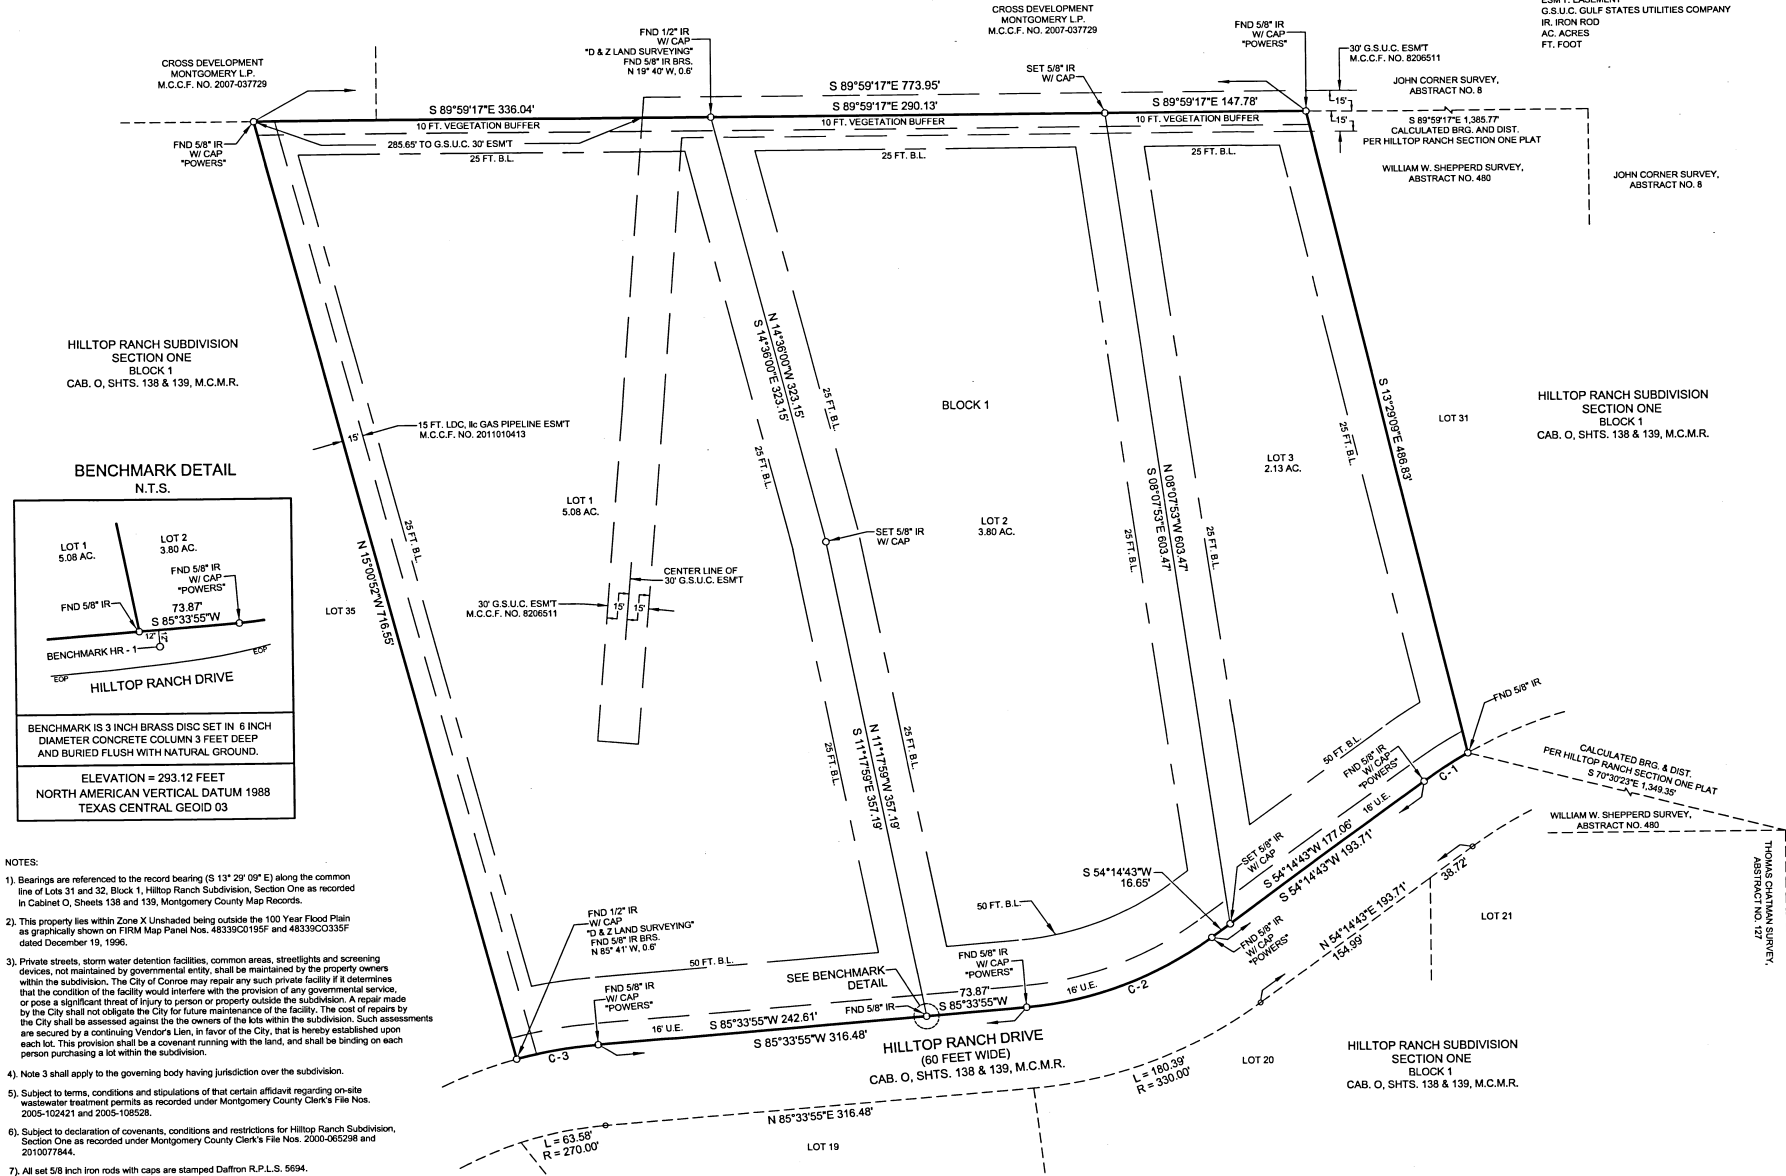 ESM'T. EASEMENT
G.S.U.C. GULF STATES UTILITIES COMPANY
IR. IRON ROD
AC. ACRES
FT. FOOT
CROSS DEVELOPMENT
MONTGOMERY L.P.
M.C.C.F. NO. 2007-037729
CROSS DEVELOPMENT
MONTGOMERY L.P.
M.C.C.F. NO. 2007-037729
FND 1/2" IR
W/ CAP
"D & Z LAND SURVEYING"
FND 5/8" IR BRS.
N 19° 40' W, 0.6'
FND 5/8" IR
W/ CAP
"POWERS"
SET 5/8" IR
W/ CAP
30' G.S.U.C. ESM'T
M.C.C.F. NO. 8206511
JOHN CORNER SURVEY,
ABSTRACT NO. 8
15'
15'
S 89°59'17"E 1,385.77'
CALCULATED BRG. AND DIST.
PER HILLTOP RANCH SECTION ONE PLAT
WILLIAM W. SHEPPERD SURVEY,
ABSTRACT NO. 480
JOHN CORNER SURVEY,
ABSTRACT NO. 8
S 89°59'17"E 773.95'
S 89°59'17"E 336.04'
S 89°59'17"E 290.13'
S 89°59'17"E 147.78'
10 FT. VEGETATION BUFFER
10 FT. VEGETATION BUFFER
10 FT. VEGETATION BUFFER
285.65' TO G.S.U.C. 30' ESM'T
25 FT. B.L.
25 FT. B.L.
25 FT. B.L.
FND 5/8" IR
W/ CAP
"POWERS"
HILLTOP RANCH SUBDIVISION
SECTION ONE
BLOCK 1
CAB. O, SHTS. 138 & 139, M.C.M.R.
N 14°36'00"W 323.15'
S 14°36'00"E 323.15'
25 FT. B.L.
25 FT. B.L.
BLOCK 1
S 13°29'09"E 486.83'
LOT 31
HILLTOP RANCH SUBDIVISION
SECTION ONE
BLOCK 1
CAB. O, SHTS. 138 & 139, M.C.M.R.
15'
15 FT. LDC, llc GAS PIPELINE ESM'T
M.C.C.F. NO. 2011010413
25 FT. B.L.
LOT 3
2.13 AC.
N 08°07'53"W 603.47'
S 08°07'53"E 603.47'
25 FT. B.L.
25 FT. B.L.
BENCHMARK DETAIL
N.T.S.
LOT 1
5.08 AC.
LOT 2
3.80 AC.
FND 5/8" IR
W/ CAP
"POWERS"
FND 5/8" IR
73.87'
S 85°33'55"W
12"
12"
BENCHMARK HR - 1
EOP
EOP
HILLTOP RANCH DRIVE
BENCHMARK IS 3 INCH BRASS DISC SET IN 6 INCH
DIAMETER CONCRETE COLUMN 3 FEET DEEP
AND BURIED FLUSH WITH NATURAL GROUND.
ELEVATION = 293.12 FEET
NORTH AMERICAN VERTICAL DATUM 1988
TEXAS CENTRAL GEOID 03
LOT 1
5.08 AC.
LOT 2
3.80 AC.
SET 5/8" IR
W/ CAP
25 FT. B.L.
N 15°00'52"W 716.55'
LOT 35
CENTER LINE OF
30' G.S.U.C. ESM'T
30' G.S.U.C. ESM'T
M.C.C.F. NO. 8206511
15'
15'
N 11°17'59"W 357.19'
S 11°17'59"E 357.19'
25 FT. B.L.
25 FT. B.L.
FND 5/8" IR
50 FT. B.L.
FND 5/8" IR
W/ CAP
"POWERS"
C-1
16' U.E.
CALCULATED BRG. & DIST.
PER HILLTOP RANCH SECTION ONE PLAT
S 70°30'23"E 1,349.35'
WILLIAM W. SHEPPERD SURVEY,
ABSTRACT NO. 480
THOMAS CHATMAN SURVEY,
ABSTRACT NO. 127
SET 5/8" IR
W/ CAP
S 54°14'43"W 177.06'
S 54°14'43"W 193.71'
S 54°14'43"W
16.65'
38.72'
N 54°14'43"E 193.71'
154.99'
LOT 21
FND 5/8" IR
W/ CAP
"POWERS"
50 FT. B.L.
FND 1/2" IR
W/ CAP
"D & Z LAND SURVEYING"
FND 5/8" IR BRS.
N 85° 41' W, 0.6'
FND 5/8" IR
W/ CAP
"POWERS"
50 FT. B.L.
SEE BENCHMARK
DETAIL
FND 5/8" IR
W/ CAP
"POWERS"
FND 5/8" IR
73.87'
S 85°33'55"W
16' U.E.
C-2
C-3
16' U.E.
S 85°33'55"W 242.61'
S 85°33'55"W 316.48'
HILLTOP RANCH DRIVE
(60 FEET WIDE)
CAB. O, SHTS. 138 & 139, M.C.M.R.
L = 180.39'
R = 330.00'
LOT 20
HILLTOP RANCH SUBDIVISION
SECTION ONE
BLOCK 1
CAB. O, SHTS. 138 & 139, M.C.M.R.
N 85°33'55"E 316.48'
L = 63.58'
R = 270.00'
LOT 19
NOTES:
1). Bearings are referenced to the record bearing (S 13° 29' 09" E) along the common
line of Lots 31 and 32, Block 1, Hilltop Ranch Subdivision, Section One as recorded
in Cabinet O, Sheets 138 and 139, Montgomery County Map Records.
2). This property lies within Zone X Unshaded being outside the 100 Year Flood Plain
as graphically shown on FIRM Map Panel Nos. 48339C0195F and 48339CO335F
dated December 19, 1996.
3). Private streets, storm water detention facilities, common areas, streetlights and screening
devices, not maintained by governmental entity, shall be maintained by the property owners
within the subdivision. The City of Conroe may repair any such private facility if it determines
that the condition of the facility would interfere with the provision of any governmental service,
or pose a significant threat of injury to person or property outside the subdivision. A repair made
by the City shall not obligate the City for future maintenance of the facility. The cost of repairs by
the City shall be assessed against the the owners of the lots within the subdivision. Such assessments
are secured by a continuing Vendor's Lien, in favor of the City, that is hereby established upon
each lot. This provision shall be a covenant running with the land, and shall be binding on each
person purchasing a lot within the subdivision.
4). Note 3 shall apply to the governing body having jurisdiction over the subdivision.
5). Subject to terms, conditions and stipulations of that certain affidavit regarding on-site
wastewater treatment permits as recorded under Montgomery County Clerk's File Nos.
2005-102421 and 2005-108528.
6). Subject to declaration of covenants, conditions and restrictions for Hilltop Ranch Subdivision,
Section One as recorded under Montgomery County Clerk's File Nos. 2000-065298 and
2010077844.
7). All set 5/8 inch iron rods with caps are stamped Daffron R.P.L.S. 5694.